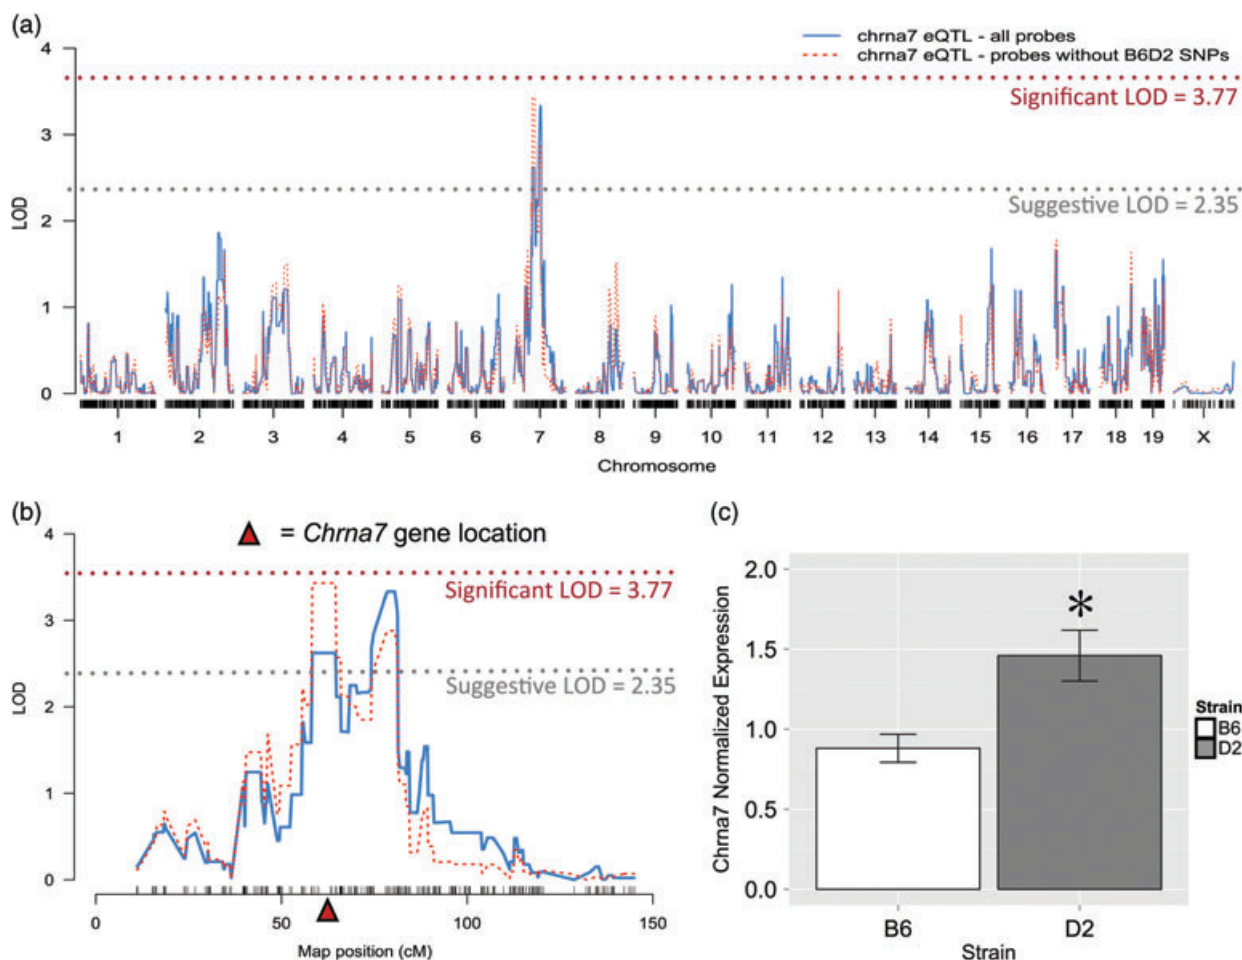 (a)
chrna7 eQTL - all probes
chrna7 eQTL - probes without B6D2 SNPs
Significant LOD = 3.77
Suggestive LOD = 2.35
LOD
4
3
2
1
0
1 2 3 4 5 6 7 8 9 10 11 12 13 14 15 16 17 18 19 X
Chromosome
(b)
= Chrna7 gene location
Significant LOD = 3.77
Suggestive LOD = 2.35
LOD
4
3
2
1
0
0 50 100 150
Map position (cM)
(c)
Chrna7 Normalized Expression
2.0
1.5
1.0
0.5
0.0
*
B6 D2
Strain
Strain
B6
D2